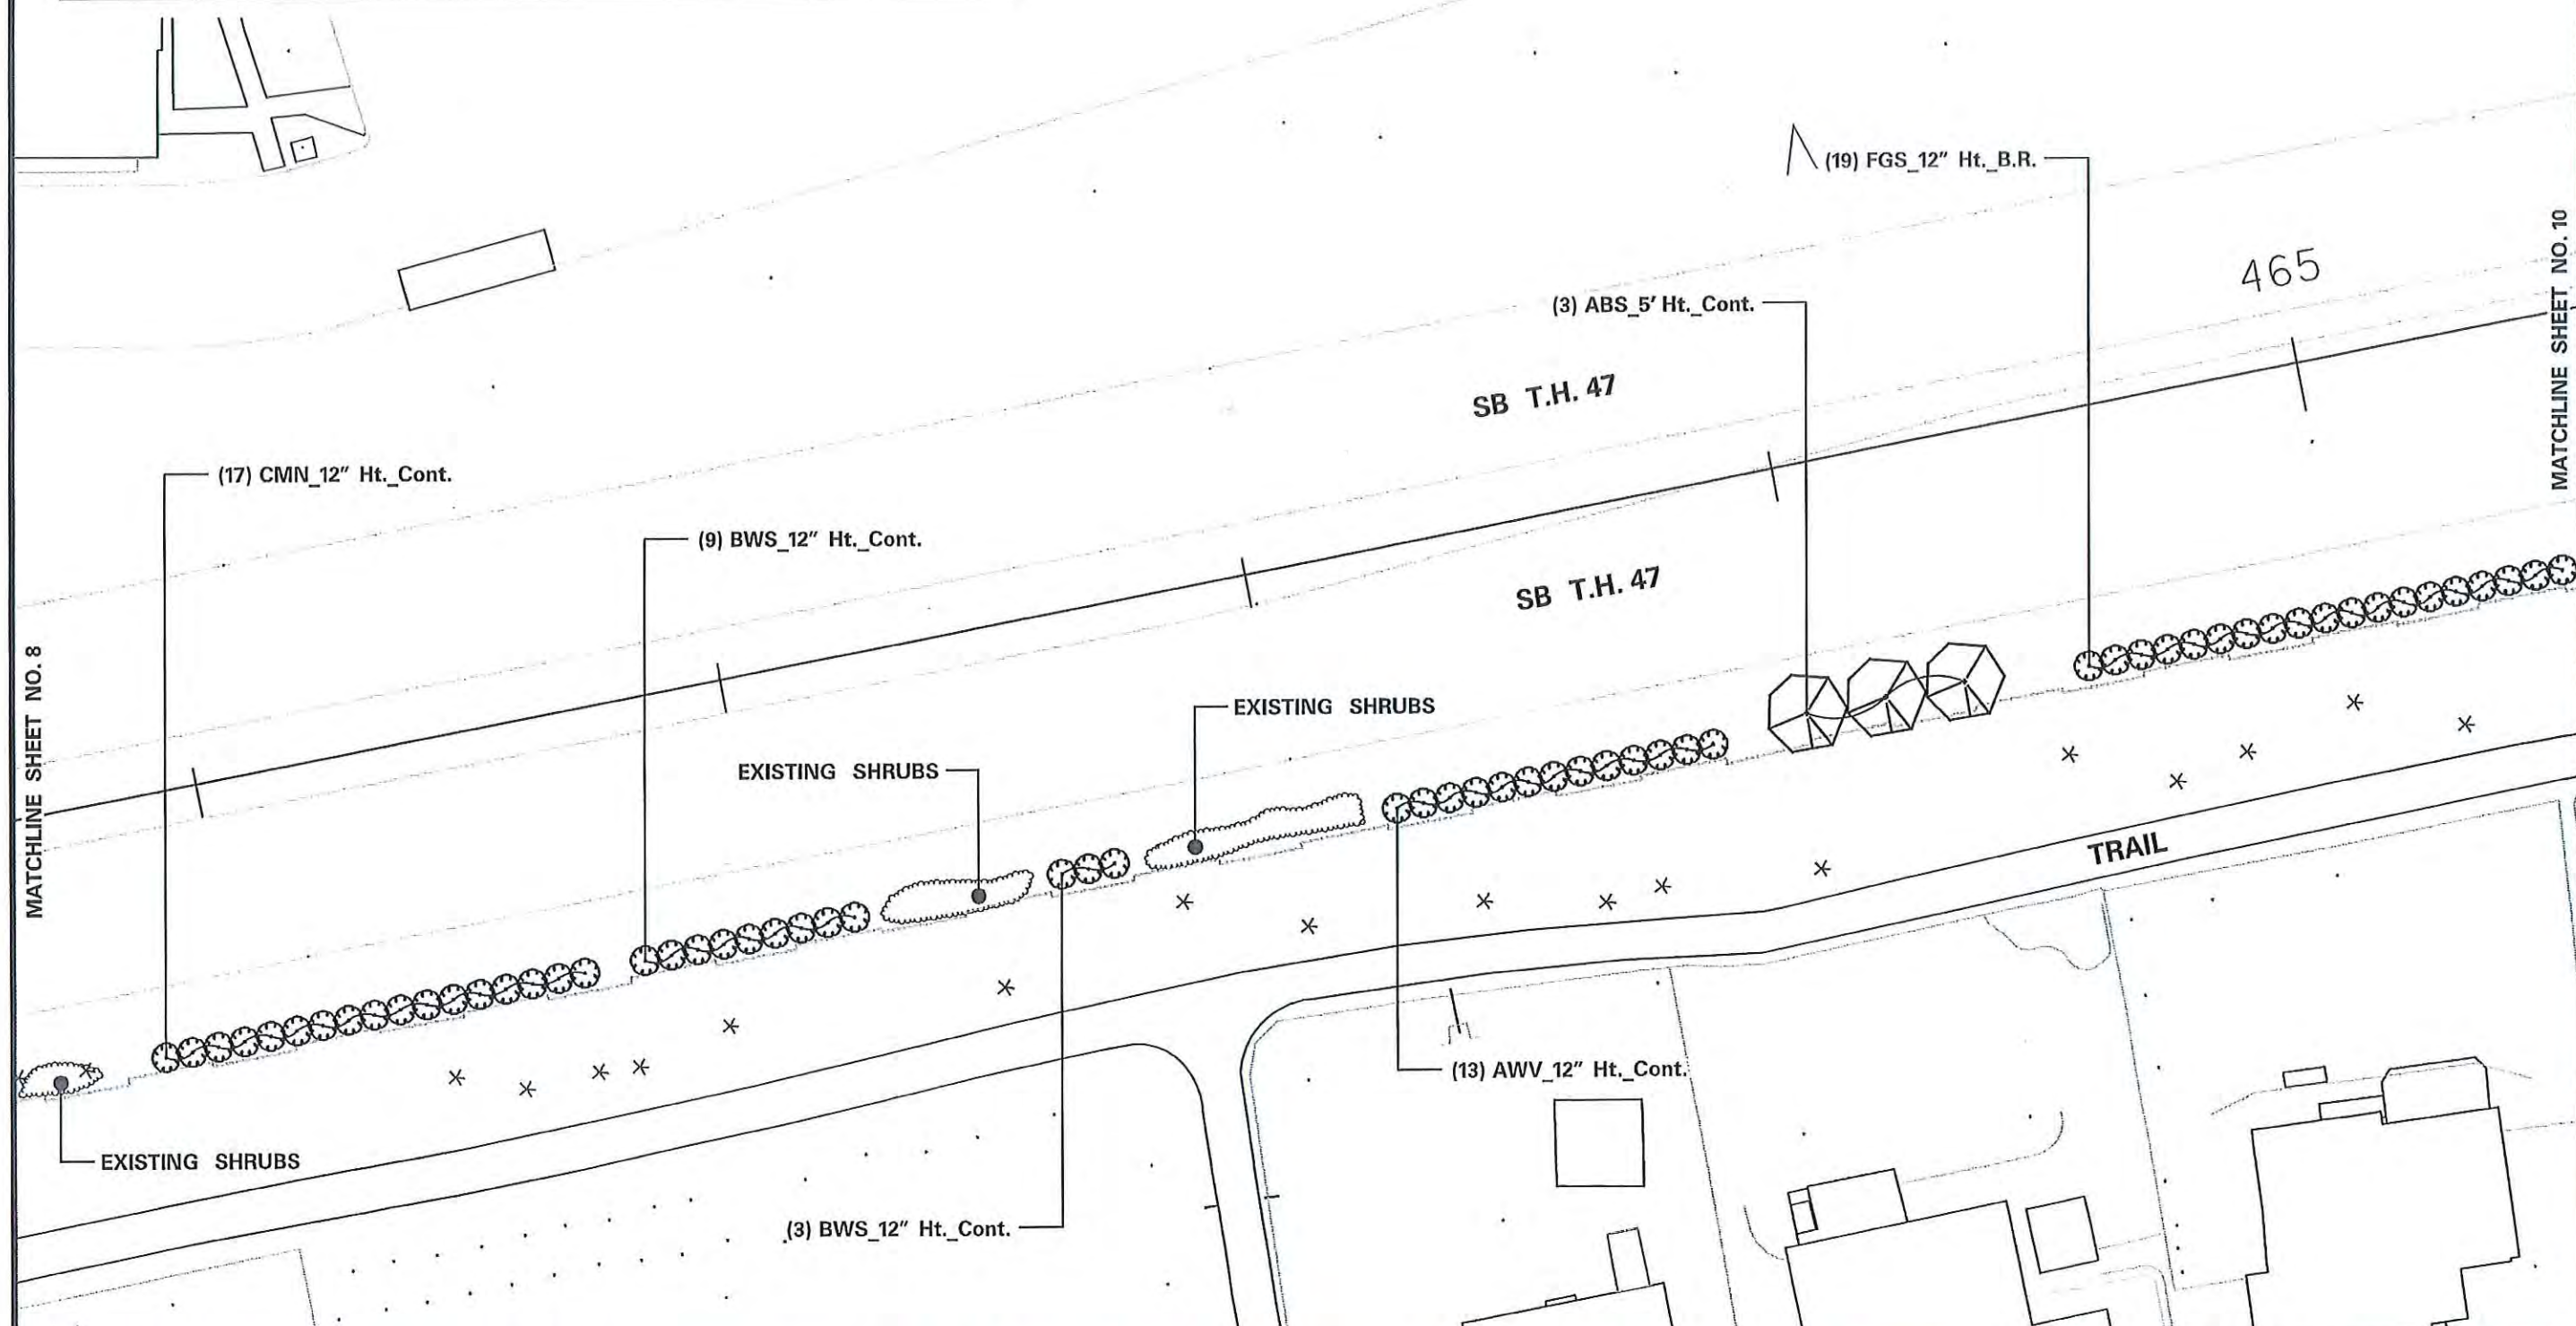 (19) FGS_12" Ht._B.R.
MATCHLINE SHEET NO. 10
465
(3) ABS_5' Ht._Cont.
SB T.H. 47
(17) CMN_12" Ht._Cont.
(9) BWS_12" Ht._Cont.
SB T.H. 47
MATCHLINE SHEET NO. 8
EXISTING SHRUBS
EXISTING SHRUBS
TRAIL
(13) AWV_12" Ht._Cont.
EXISTING SHRUBS
(3) BWS_12" Ht._Cont.